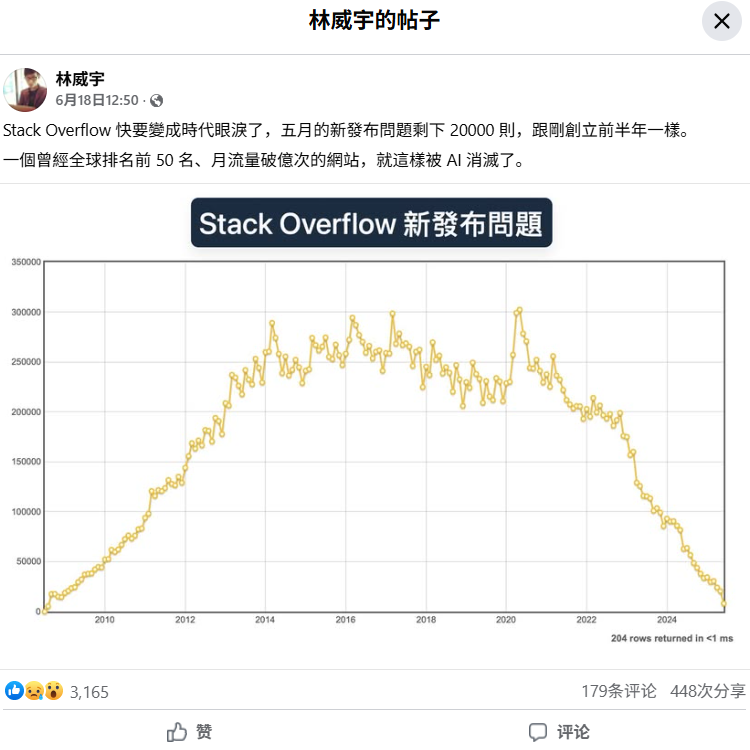 林威宇的帖子
林威宇
6月18日12:50 ·
Stack Overflow 快要變成時代眼淚了，五月的新發布問題剩下 20000 則，跟剛創立前半年一樣。
一個曾經全球排名前 50 名、月流量破億次的網站，就這樣被 AI 消滅了。
Stack Overflow 新發布問題
350000
300000
250000
200000
150000
100000
50000
0
2010 2012 2014 2016 2018 2020 2022 2024
204 rows returned in <1 ms
3,165 179条评论 448次分享
赞 评论